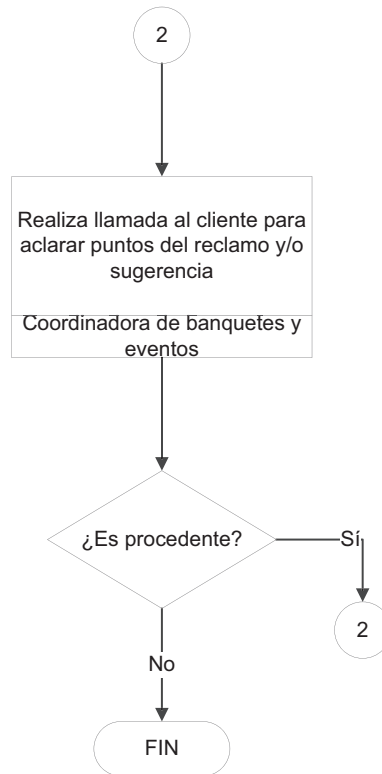 2
Realiza llamada al cliente para
aclarar puntos del reclamo y/o
sugerencia
Coordinadora de banquetes y
eventos
¿Es procedente?
Sí
2
No
FIN